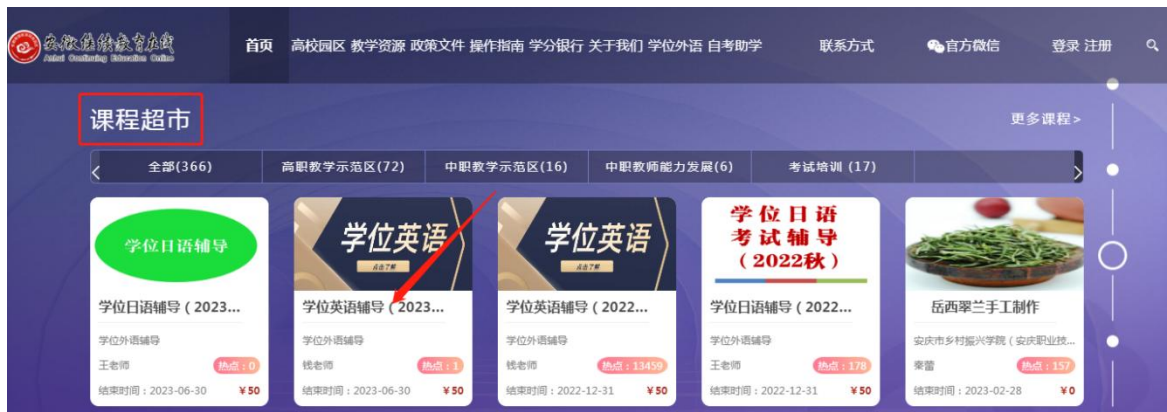 安徽继续教育在线
Anhui Continuing Education Online
首页 高校园区 教学资源 政策文件 操作指南 学分银行 关于我们 学位外语 自考助学 联系方式 官方微信 登录 注册
课程超市
更多课程>
全部(366) 高职教学示范区(72) 中职教学示范区(16) 中职教师能力发展(6) 考试培训 (17)
学位日语辅导
学位日语辅导 ( 2023...
学位外语辅导
王老师 热点:0
结束时间:2023-06-30 ¥50
学位英语
点击了解
学位英语辅导 ( 2023...
学位外语辅导
钱老师 热点:1
结束时间:2023-06-30 ¥50
学位英语
点击了解
学位英语辅导 ( 2022...
学位外语辅导
钱老师 热点:13459
结束时间:2022-12-31 ¥50
学位日语
考试辅导
(2022秋)
学位日语辅导 ( 2022...
学位外语辅导
王老师 热点:178
结束时间:2022-12-31 ¥50
岳西翠兰手工制作
安庆市乡村振兴学院 ( 安庆职业技...
秦蕾 热点:157
结束时间:2023-02-28 ¥0